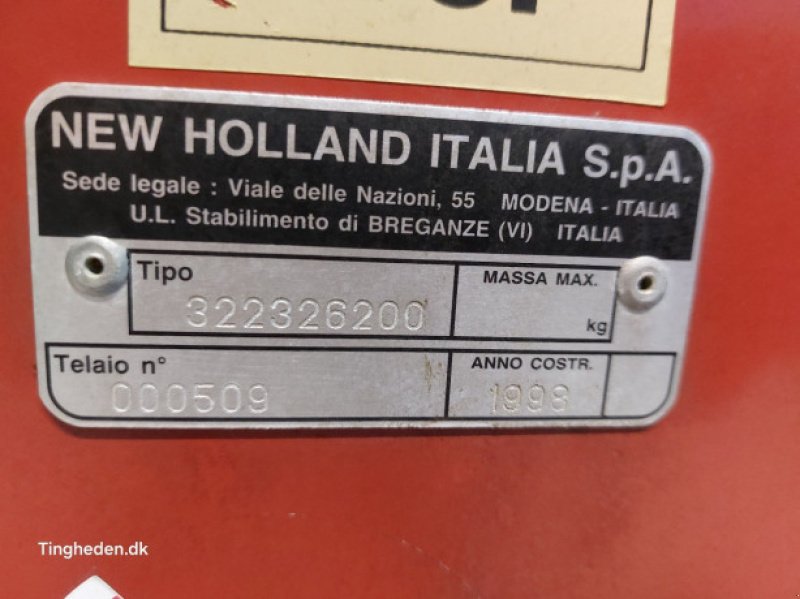 NEW HOLLAND ITALIA S.p.A.
Sede legale : Viale delle Nazioni, 55 MODENA - ITALIA
U.L. Stabilimento di BREGANZE (VI) ITALIA
Tipo
322326200
MASSA MAX.
kg
Telaio n°
000509
ANNO COSTR.
1998
Tingheden.dk